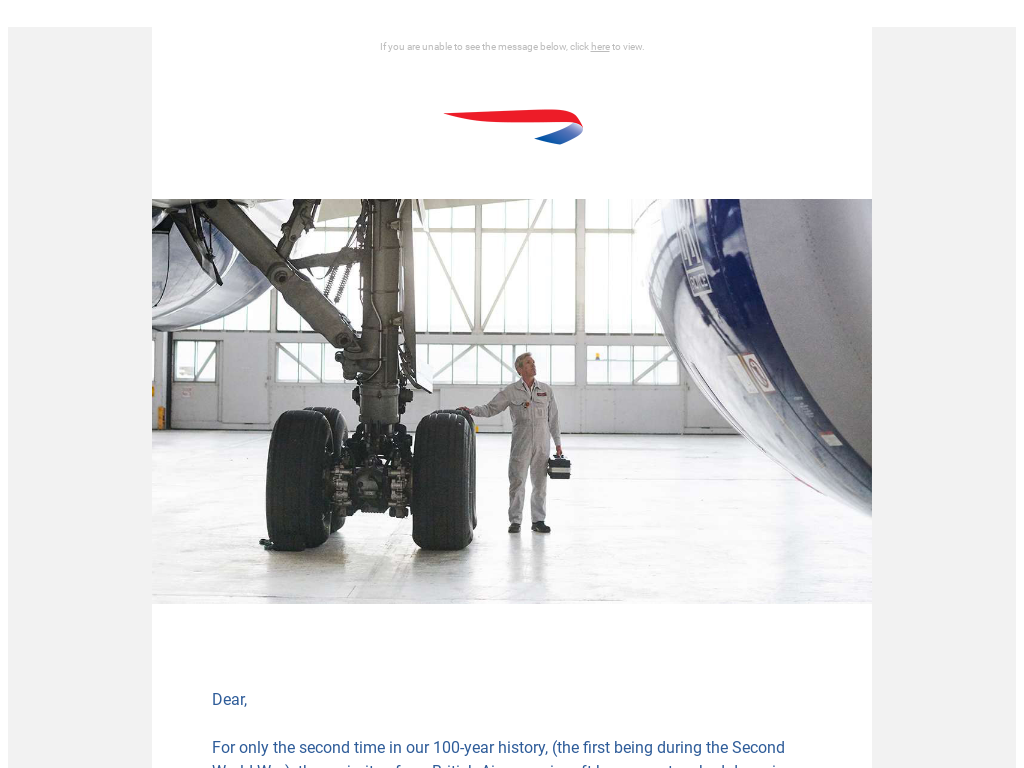 If you are unable to see the message below, click here to view.
Dear,
For only the second time in our 100-year history, (the first being during the Second